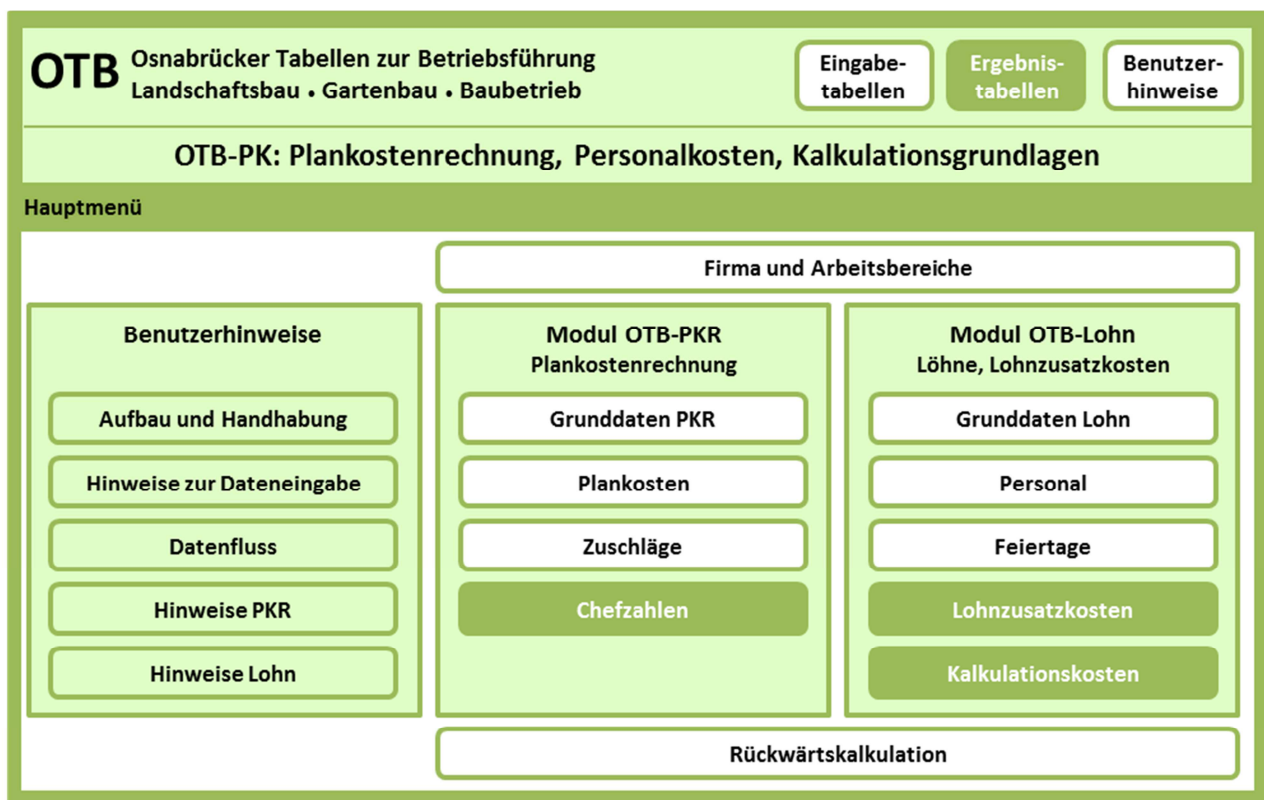 OTB
Osnabrücker Tabellen zur Betriebsführung
Landschaftsbau • Gartenbau • Baubetrieb
Eingabe-
tabellen
Ergebnis-
tabellen
Benutzer-
hinweise
OTB-PK: Plankostenrechnung, Personalkosten, Kalkulationsgrundlagen
Hauptmenü
Firma und Arbeitsbereiche
Benutzerhinweise
Aufbau und Handhabung
Hinweise zur Dateneingabe
Datenfluss
Hinweise PKR
Hinweise Lohn
Modul OTB-PKR
Plankostenrechnung
Grunddaten PKR
Plankosten
Zuschläge
Chefzahlen
Modul OTB-Lohn
Löhne, Lohnzusatzkosten
Grunddaten Lohn
Personal
Feiertage
Lohnzusatzkosten
Kalkulationskosten
Rückwärtskalkulation